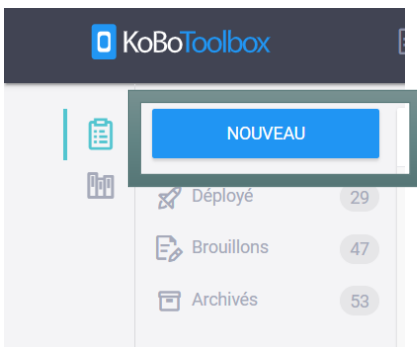 KoBoToolbox
NOUVEAU
Déployé 29
Brouillons 47
Archivés 53